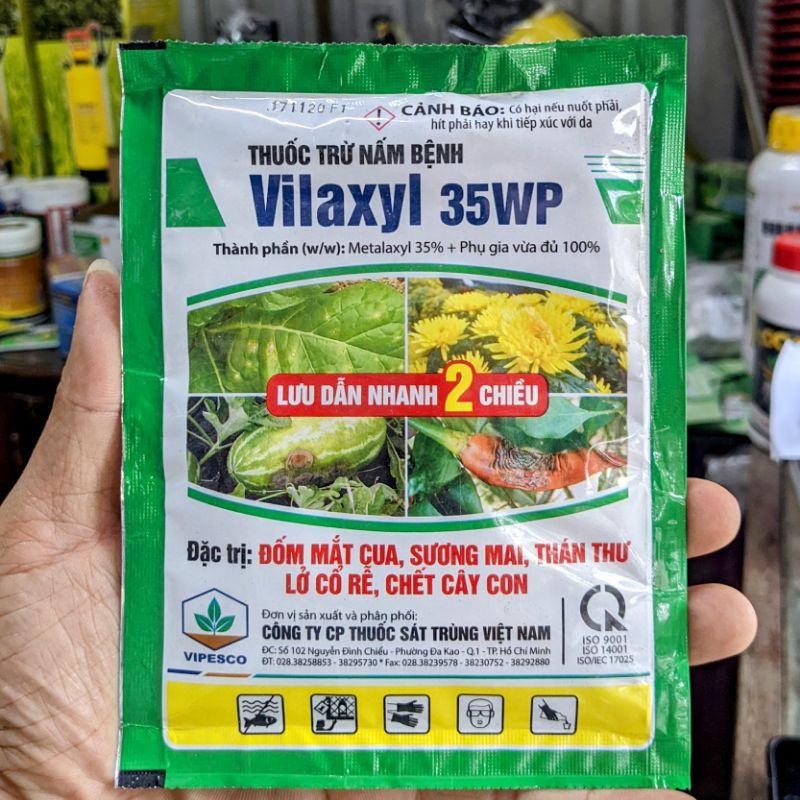 171120 FT
CẢNH BÁO: Có hại nếu nuốt phải,
hít phải hay khi tiếp xúc với da
THUỐC TRỪ NẤM BỆNH
Vilaxyl 35WP
Thành phần (w/w): Metalaxyl 35% + Phụ gia vừa đủ 100%
LƯU DẪN NHANH 2 CHIỀU
Đặc trị: ĐỐM MẮT CUA, SƯƠNG MAI, THÁN THƯ
LỞ CỔ RỄ, CHẾT CÂY CON
VIPESCO
Đơn vị sản xuất và phân phối:
CÔNG TY CP THUỐC SÁT TRÙNG VIỆT NAM
ĐC: Số 102 Nguyễn Đình Chiểu - Phường Đa Kao - Q.1 - TP. Hồ Chí Minh
ĐT: 028.38258853 - 38295730 * Fax: 028.38239578 - 38230752 - 38292880
ISO 9001
ISO 14001
ISO/IEC 17025